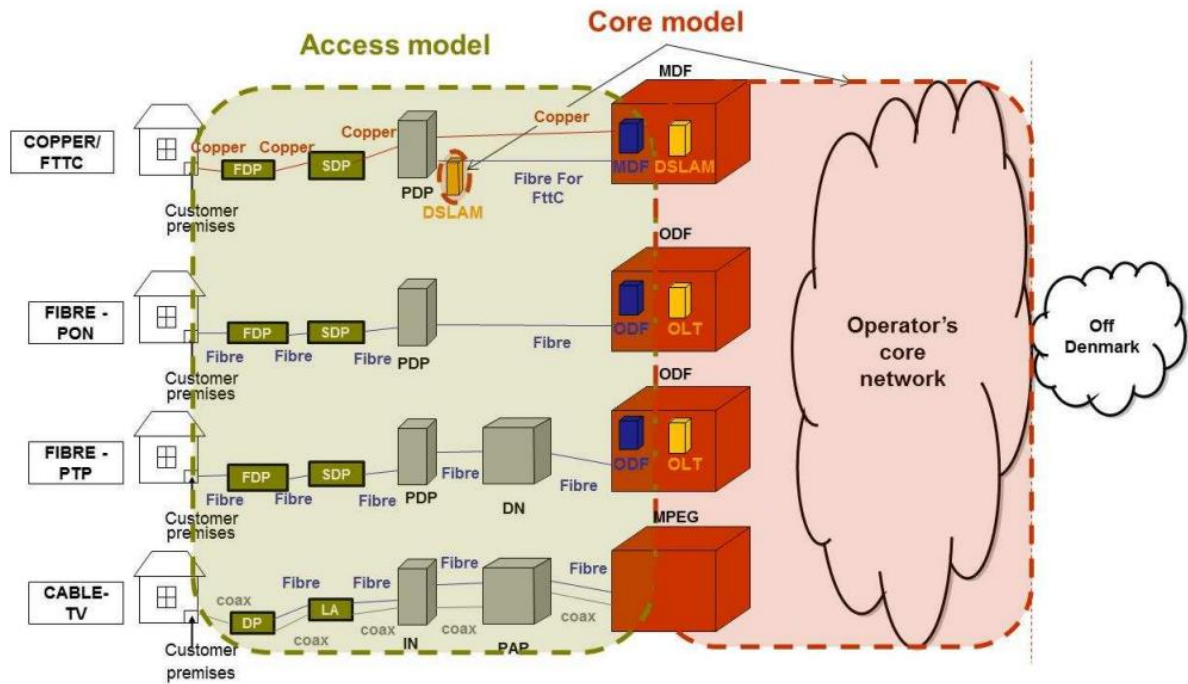 Core model
Access model
MDF
COPPER/
FTTC
Copper
Copper
Copper
Copper
FDP
SDP
PDP
DSLAM
Fibre For
FttC
MDF
DSLAM
Customer
premises
ODF
FIBRE -
PON
FDP
SDP
PDP
Fibre
Fibre
Fibre
Fibre
ODF
OLT
Customer
premises
Operator's
core
network
Off
Denmark
ODF
FIBRE -
PTP
FDP
SDP
PDP
DN
Fibre
Fibre
Fibre
Fibre
Fibre
ODF
OLT
Customer
premises
MPEG
CABLE-
TV
coax
DP
Fibre
LA
Fibre
Fibre
Fibre
coax
coax
coax
coax
IN
PAP
Customer
premises